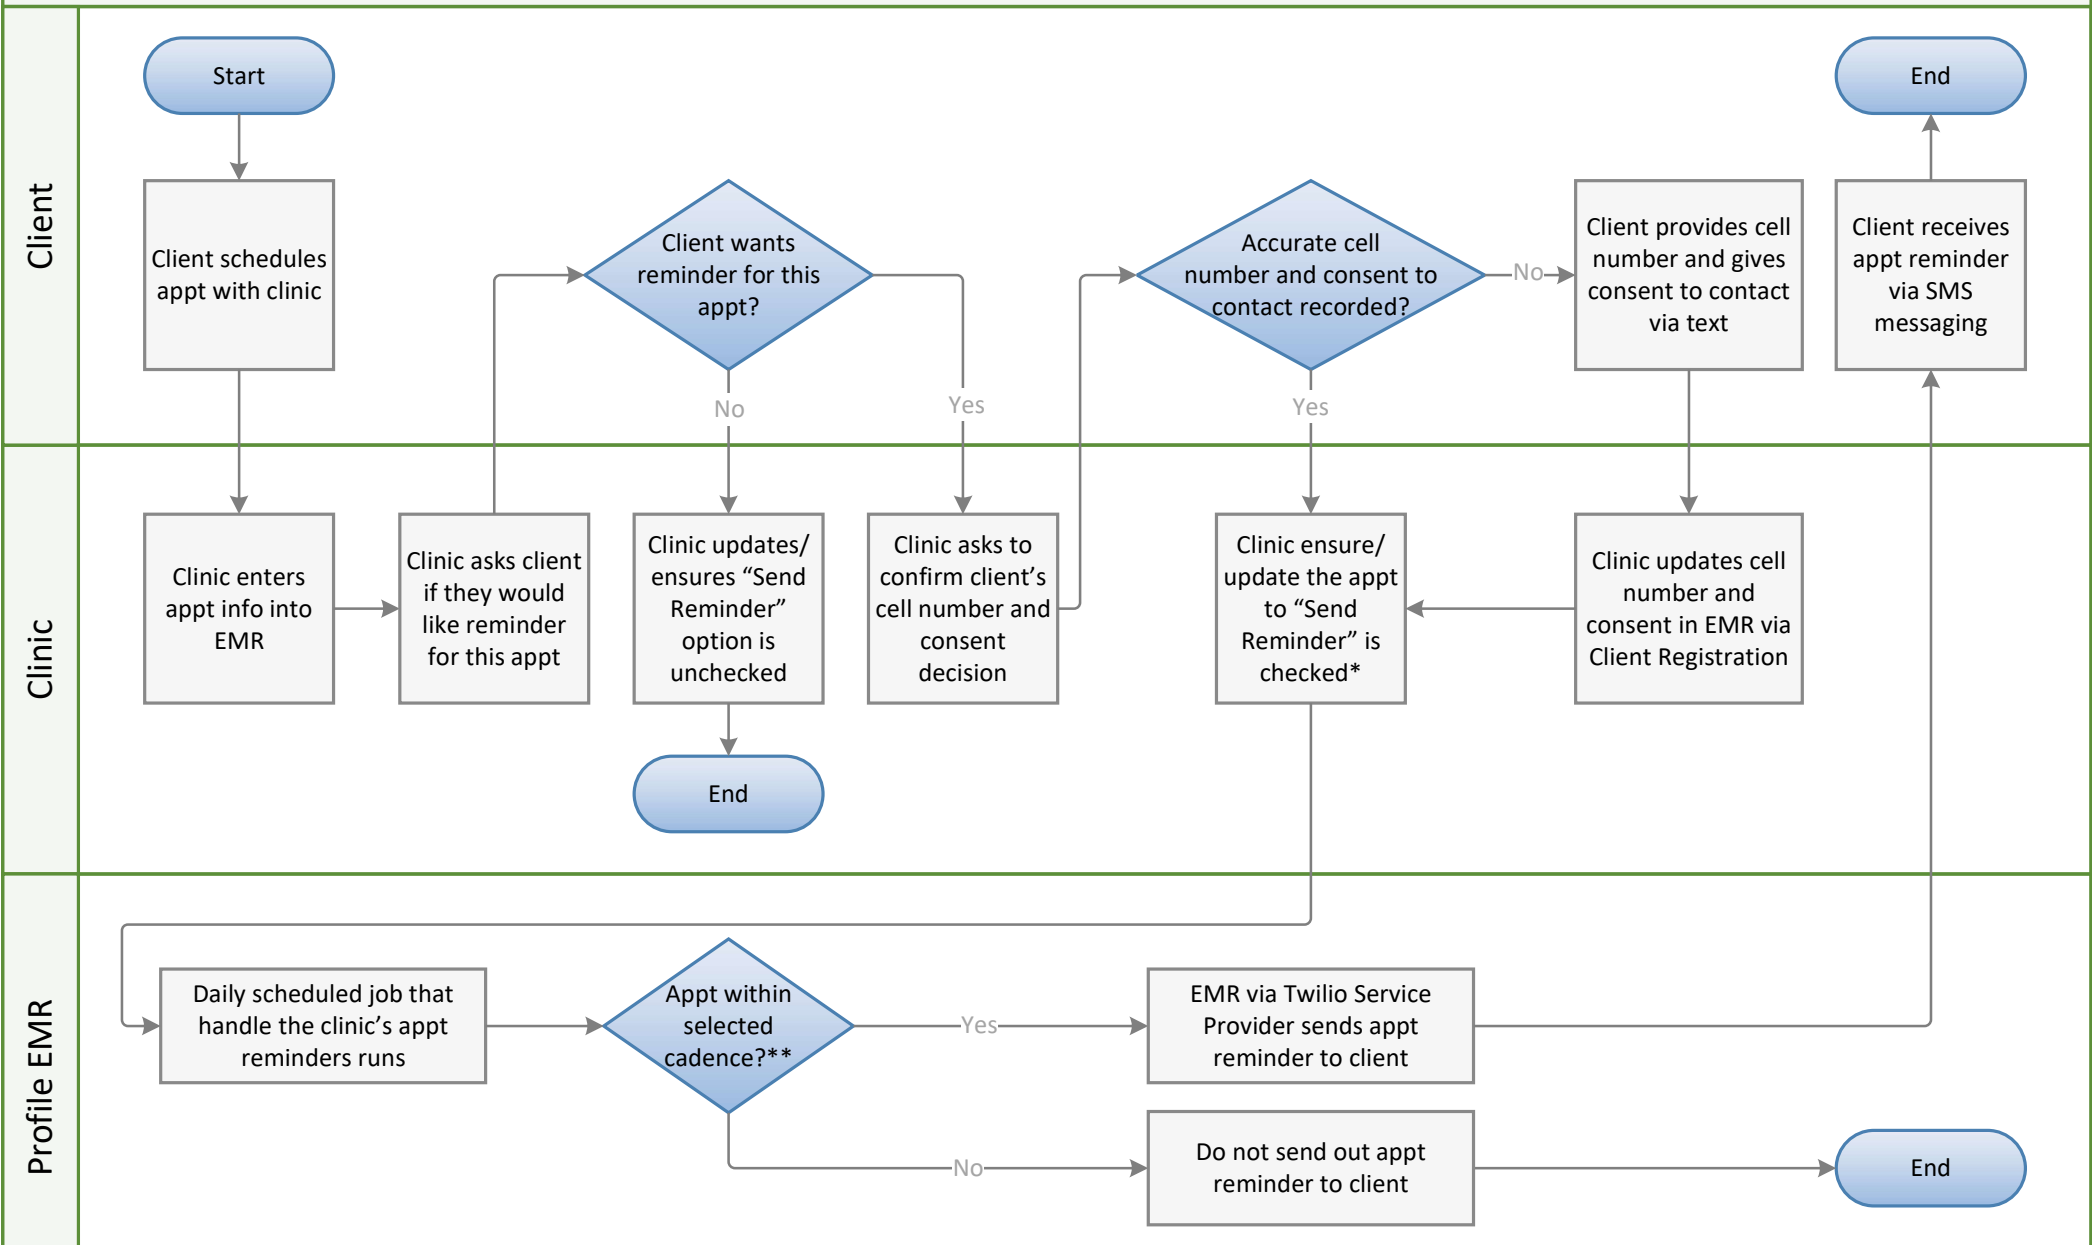 Client
Start
End
Client schedules
appt with clinic
Client wants
reminder for this
appt?
Accurate cell
number and consent to
contact recorded?
No
Client provides cell
number and gives
consent to contact
via text
Client receives
appt reminder
via SMS
messaging
No
Yes
Yes
Clinic
Clinic enters
appt info into
EMR
Clinic asks client
if they would
like reminder
for this appt
Clinic updates/
ensures “Send
Reminder”
option is
unchecked
Clinic asks to
confirm client’s
cell number and
consent
decision
Clinic ensure/
update the appt
to “Send
Reminder” is
checked*
Clinic updates cell
number and
consent in EMR via
Client Registration
End
Profile EMR
Daily scheduled job that
handle the clinic’s appt
reminders runs
Appt within
selected
cadence?**
Yes
EMR via Twilio Service
Provider sends appt
reminder to client
No
Do not send out appt
reminder to client
End